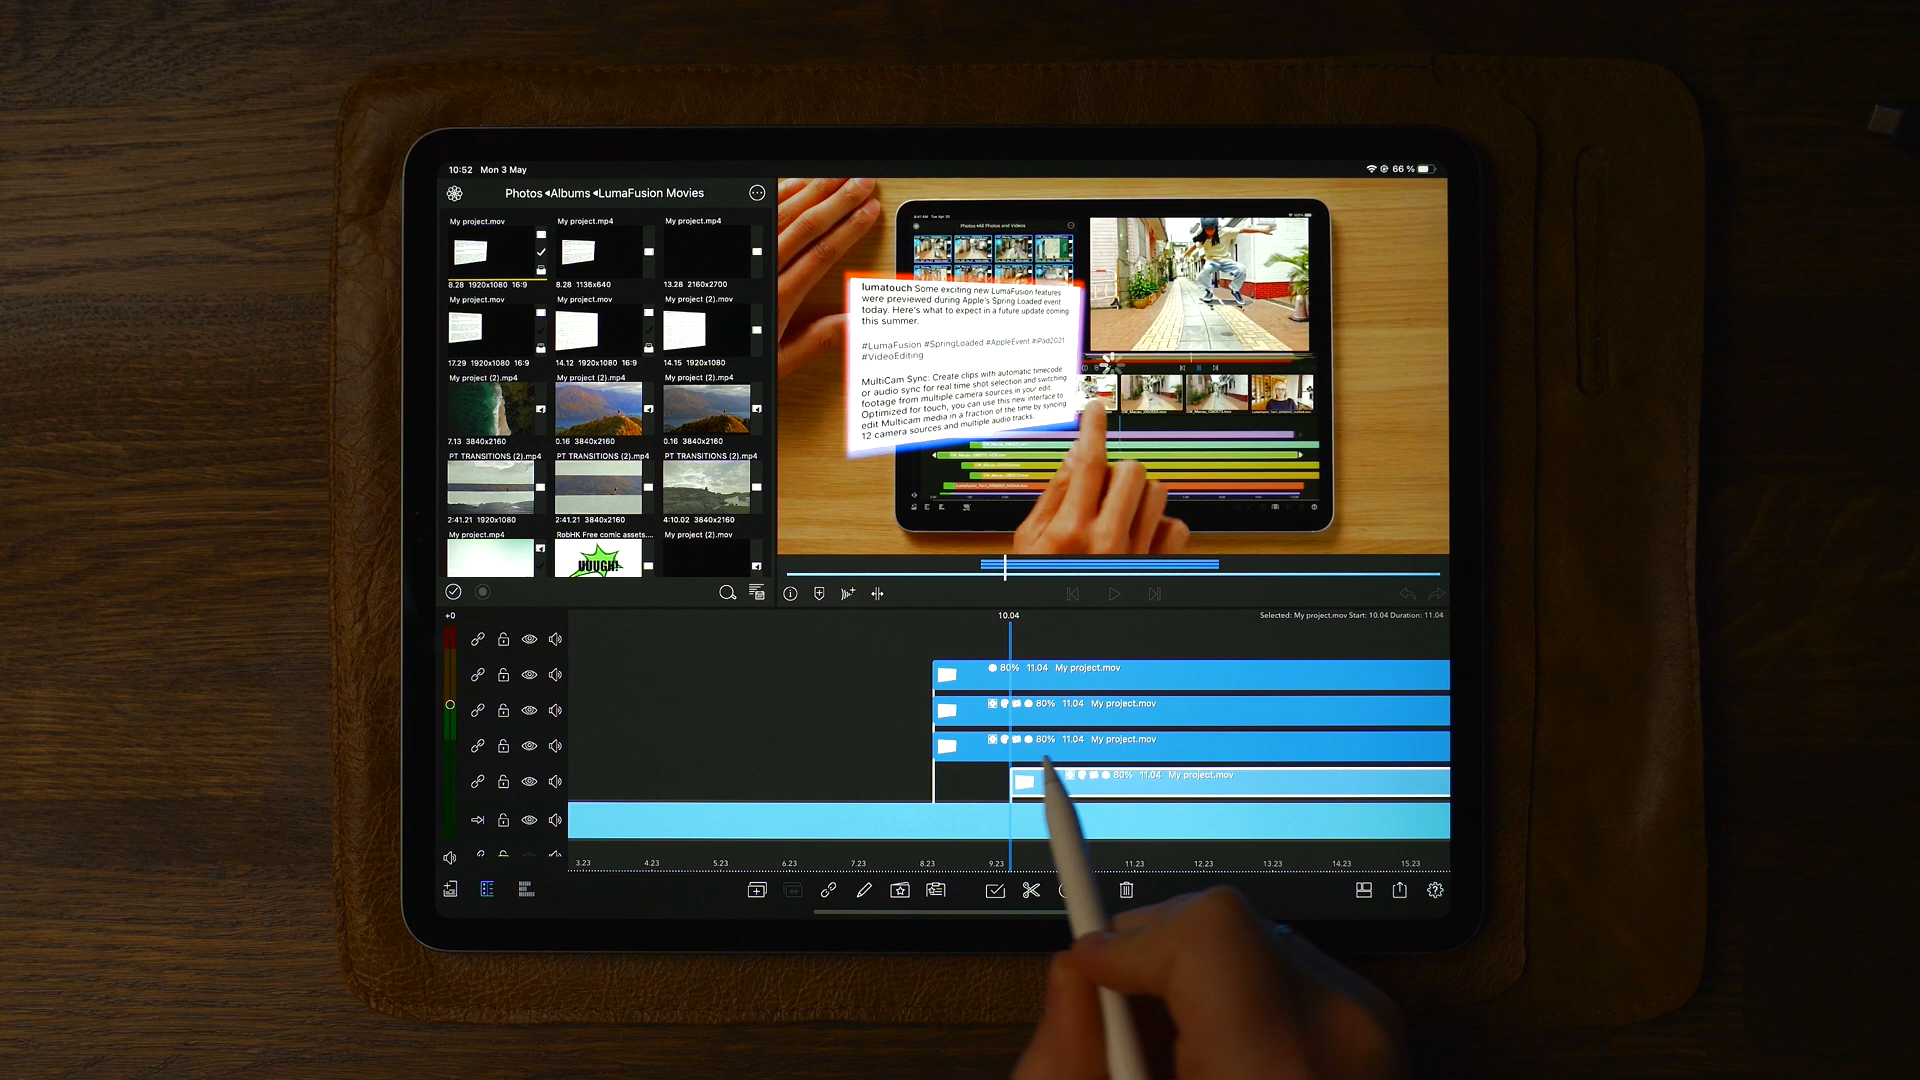 10:52 Mon 3 May
66 %
Photos ◂Albums ◂LumaFusion Movies
My project.mov My project.mp4 My project.mp4
8.28 1920x1080 16:9 8.28 1136x640 13.28 2160x2700
My project.mov My project.mov My project (2).mov
17.29 1920x1080 16:9 14.12 1920x1080 16:9 14.15 1920x1080
My project (2).mp4 My project (2).mp4 My project (2).mp4
7.13 3840x2160 0.16 3840x2160 0.16 3840x2160
PT TRANSITIONS (2).mp4 PT TRANSITIONS (2).mp4 PT TRANSITIONS (2).mp4
2:41.21 1920x1080 2:41.21 3840x2160 4:10.02 3840x2160
My project.mp4 RobHK Free comic assets.... My project (2).mov
UUUGH!
Photos ◂All Photos and Videos
lumatouch Some exciting new LumaFusion features
were previewed during Apple's Spring Loaded event
today. Here's what to expect in a future update coming
this summer.
#LumaFusion #SpringLoaded #AppleEvent #iPad2021
#VideoEditing
MultiCam Sync: Create clips with automatic timecode
or audio sync for real time shot selection and switching
footage from multiple camera sources in your edit.
Optimized for touch, you can use this new interface to
edit Multicam media in a fraction of the time by syncing
12 camera sources and multiple audio tracks.
+0
10.04
Selected: My project.mov Start: 10.04 Duration: 11.04
80% 11.04 My project.mov
80% 11.04 My project.mov
80% 11.04 My project.mov
80% 11.04 My project.mov
3.23 4.23 5.23 6.23 7.23 8.23 9.23 11.23 12.23 13.23 14.23 15.23